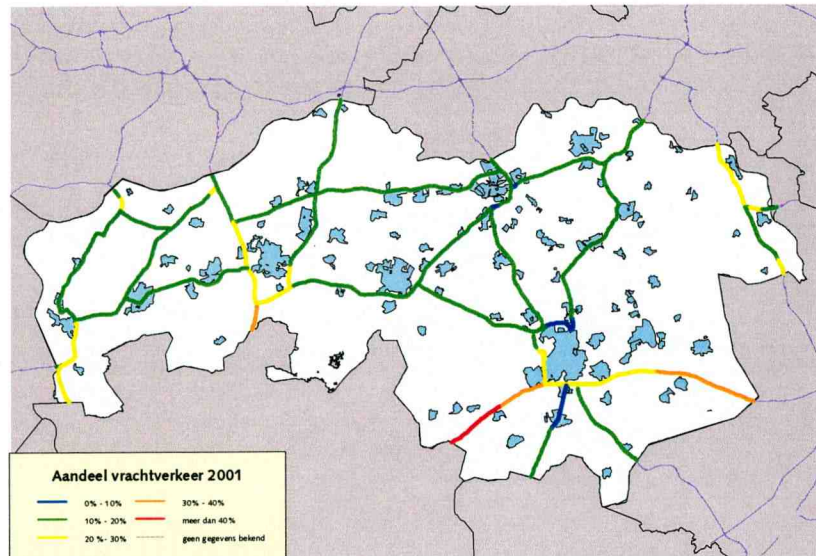 Aandeel vrachtverkeer 2001
0% - 10%
10% - 20%
20 % - 30%
30% - 40%
meer dan 40%
geen gegevens bekend